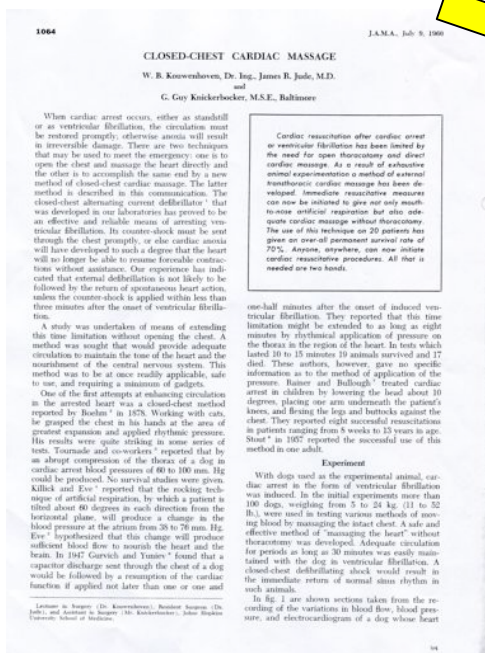 1064
J.A.M.A., July 9, 1960
CLOSED-CHEST CARDIAC MASSAGE
W. B. Kouwenhoven, Dr. Ing., James R. Jude, M.D.
and
G. Guy Knickerbocker, M.S.E., Baltimore
When cardiac arrest occurs, either as standstill
or as ventricular fibrillation, the circulation must
be restored promptly; otherwise anoxia will result
in irreversible damage. There are two techniques
that may be used to meet the emergency: one is to
open the chest and massage the heart directly and
the other is to accomplish the same end by a new
method of closed-chest cardiac massage. The latter
method is described in this communication. The
closed-chest alternating current defibrillator that
was developed in our laboratories has proved to be
an effective and reliable means of arresting ven-
tricular fibrillation. Its counter-shock must be sent
through the chest promptly, or else cardiac anoxia
will have developed to such a degree that the heart
will no longer be able to resume forceable contrac-
tions without assistance. Our experience has indi-
cated that external defibrillation is not likely to be
followed by the return of spontaneous heart action,
unless the counter-shock is applied within less than
three minutes after the onset of ventricular fibrilla-
tion.
A study was undertaken of means of extending
this time limitation without opening the chest. A
method was sought that would provide adequate
circulation to maintain the tone of the heart and the
nourishment of the central nervous system. This
method was to be at once readily applicable, safe
to use, and requiring a minimum of gadgets.
One of the first attempts at enhancing circulation
in the arrested heart was a closed-chest method
reported by Boehm in 1878. Working with cats,
he grasped the chest in his hands at the area of
greatest expansion and applied rhythmic pressure.
His results were quite striking in some series of
tests. Tournade and co-workers reported that by
an abrupt compression of the thorax of a dog in
cardiac arrest blood pressures of 60 to 100 mm. Hg
could be produced. No survival studies were given.
Killick and Eve reported that the rocking tech-
nique of artificial respiration, by which a patient is
tilted about 60 degrees in each direction from the
horizontal plane, will produce a change in the
blood pressure at the atrium from 38 to 76 mm. Hg.
Eve hypothesized that this change will produce
sufficient blood flow to nourish the heart and the
brain. In 1947 Gurvich and Yuniev found that a
capacitor discharge sent through the chest of a dog
would be followed by a resumption of the cardiac
function if applied not later than one or one and
Lecturer in Surgery (Dr. Kouwenhoven), Resident Surgeon (Dr.
Jude), and Assistant in Surgery (Mr. Knickerbocker), Johns Hopkins
University School of Medicine.
Cardiac resuscitation after cardiac arrest
or ventricular fibrillation has been limited by
the need for open thoracotomy and direct
cardiac massage. As a result of exhaustive
animal experimentation a method of external
transthoracic cardiac massage has been de-
veloped. Immediate resuscitative measures
can now be initiated to give not only mouth-
to-nose artificial respiration but also ade-
quate cardiac massage without thoracotomy.
The use of this technique on 20 patients has
given an over-all permanent survival rate of
70%. Anyone, anywhere, can now initiate
cardiac resuscitative procedures. All that is
needed are two hands.
one-half minutes after the onset of induced ven-
tricular fibrillation. They reported that this time
limitation might be extended to as long as eight
minutes by rhythmical application of pressure on
the thorax in the region of the heart. In tests which
lasted 10 to 15 minutes 19 animals survived and 17
died. These authors, however, gave no specific
information as to the method of application of the
pressure. Rainer and Bullough treated cardiac
arrest in children by lowering the head about 10
degrees, placing one arm underneath the patient's
knees, and flexing the legs and buttocks against the
chest. They reported eight successful resuscitations
in patients ranging from 8 weeks to 13 years in age.
Stout in 1957 reported the successful use of this
method in one adult.
Experiment
With dogs used as the experimental animal, car-
diac arrest in the form of ventricular fibrillation
was induced. In the initial experiments more than
100 dogs, weighing from 5 to 24 kg. (11 to 52
lb.), were used in testing various methods of mov-
ing blood by massaging the intact chest. A safe and
effective method of "massaging the heart" without
thoracotomy was developed. Adequate circulation
for periods as long as 30 minutes was easily main-
tained with the dog in ventricular fibrillation. A
closed-chest defibrillating shock would result in
the immediate return of normal sinus rhythm in
such animals.
In fig. 1 are shown sections taken from the re-
cording of the variations in blood flow, blood pres-
sure, and electrocardiogram of a dog whose heart